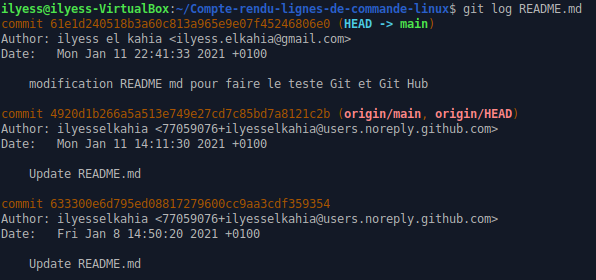 ilyess@ilyess-VirtualBox:~/Compte-rendu-lignes-de-commande-linux$ git log README.md
commit 61e1d240518b3a60c813a965e9e07f45246806e0 (HEAD -> main)
Author: ilyess el kahia <ilyess.elkahia@gmail.com>
Date:   Mon Jan 11 22:41:33 2021 +0100
modification README md pour faire le teste Git et Git Hub
commit 4920d1b266a5a513e749e27cd7c85bd7a8121c2b (origin/main, origin/HEAD)
Author: ilyesselkahia <77059076+ilyesselkahia@users.noreply.github.com>
Date:   Mon Jan 11 14:11:30 2021 +0100
Update README.md
commit 633300e6d795ed08817279600cc9aa3cdf359354
Author: ilyesselkahia <77059076+ilyesselkahia@users.noreply.github.com>
Date:   Fri Jan 8 14:50:20 2021 +0100
Update README.md